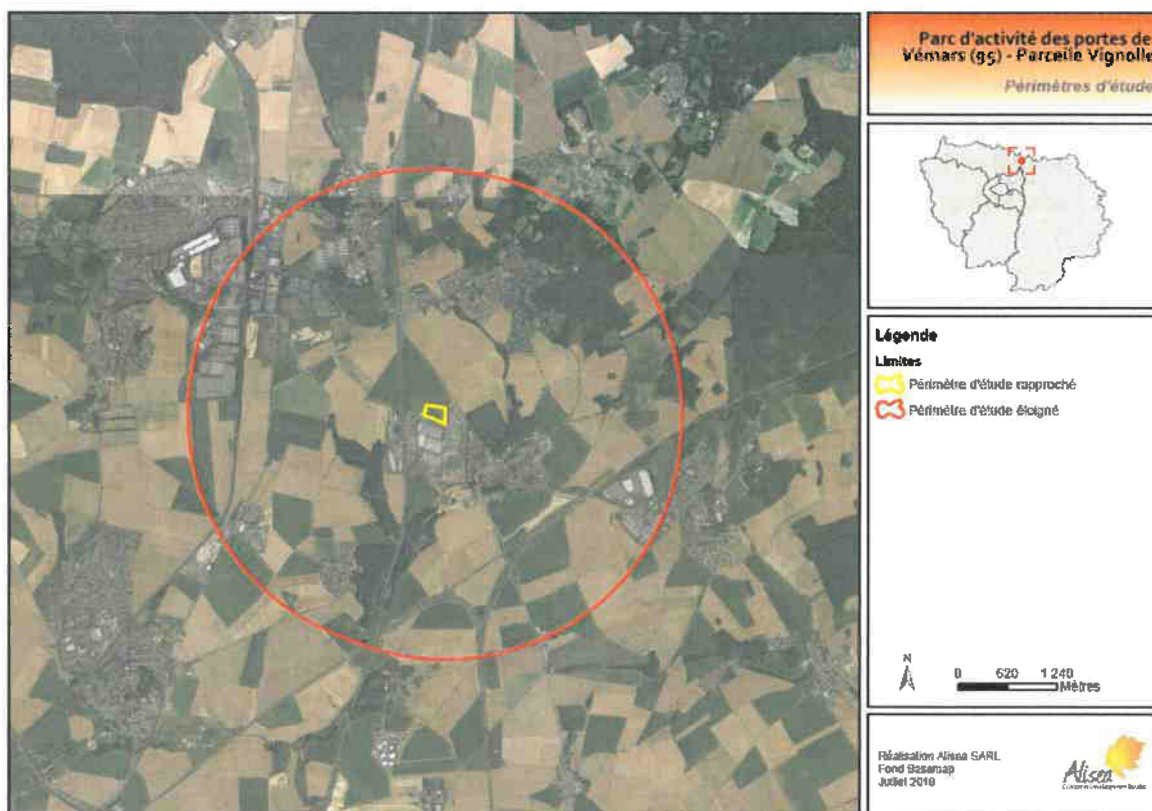 Parc d'activité des portes de
Vémars (95) - Parcelle Vignolle
Périmètres d'étude
Légende
Limites
Périmètre d'étude rapproché
Périmètre d'étude éloigné
N
0 620 1 240
Mètres
Réalisation Alisea SARL
Fond Basemap
Juillet 2018
Alisea